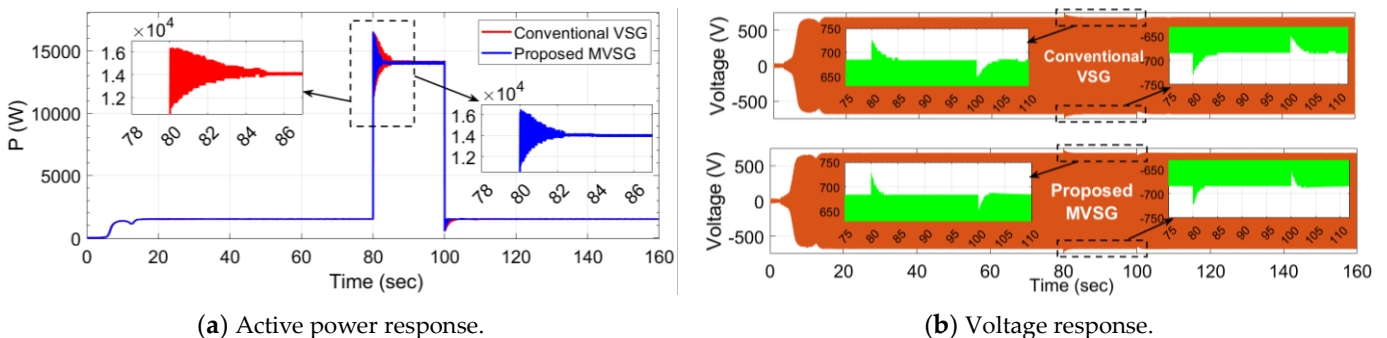 Conventional VSG
Proposed MVSG
P (W)
15000
10000
5000
0
×10^4
1.6
1.4
1.2
78 80 82 84 86
×10^4
1.6
1.4
1.2
78 80 82 84 86
0 20 40 60 80 100 120 140 160
Time (sec)
(a) Active power response.
Voltage (V)
500
0
-500
750
700
650
75 80 85 90 95 100 105 110
Conventional
VSG
-650
-700
-750
75 80 85 90 95 100 105 110
Voltage (V)
500
0
-500
750
700
650
75 80 85 90 95 100 105 110
Proposed
MVSG
-650
-700
-750
75 80 85 90 95 100 105 110
0 20 40 60 80 100 120 140 160
Time (sec)
(b) Voltage response.